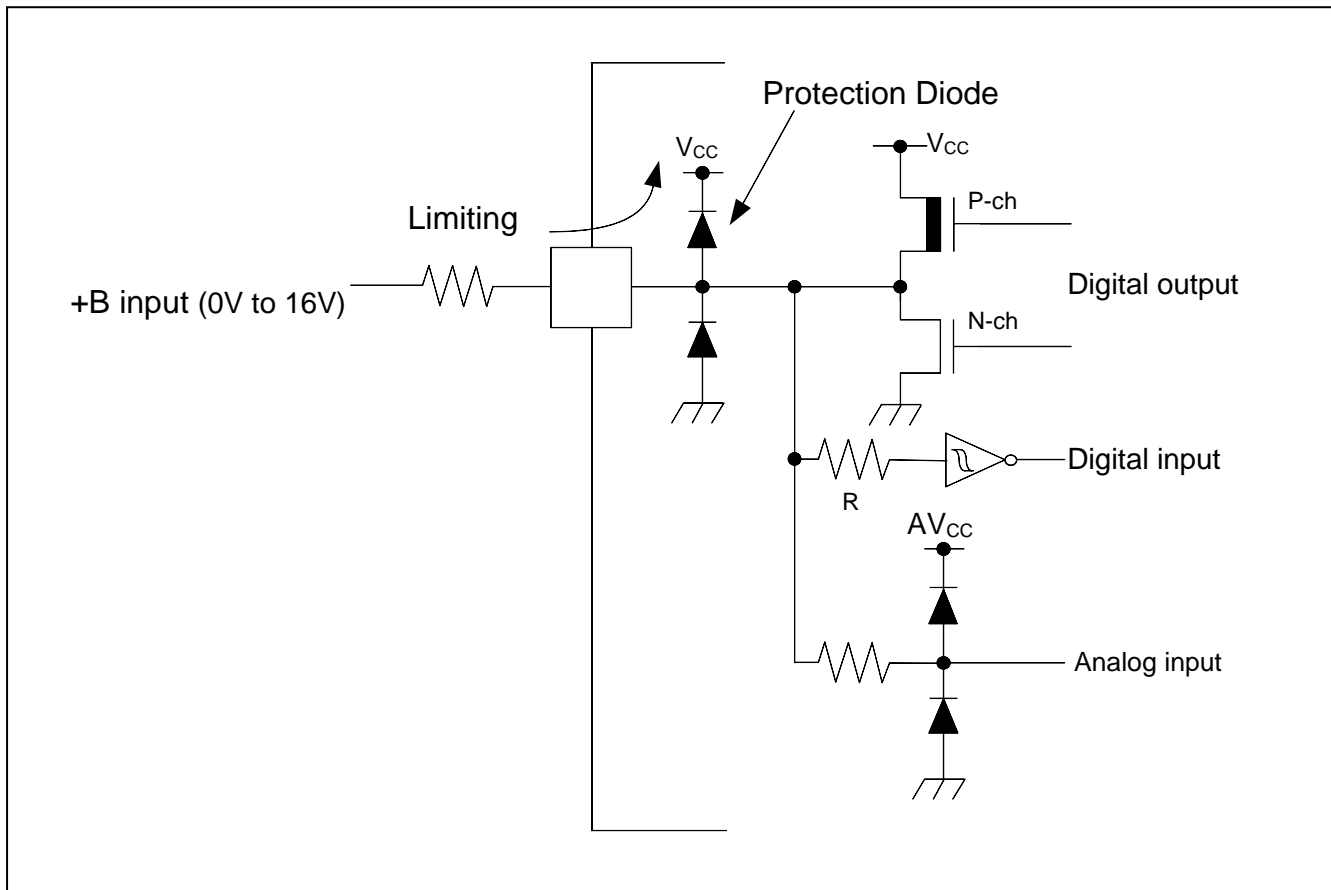 Protection Diode
VCC
VCC
P-ch
Limiting
Digital output
+B input (0V to 16V)
N-ch
Digital input
R
AVCC
Analog input